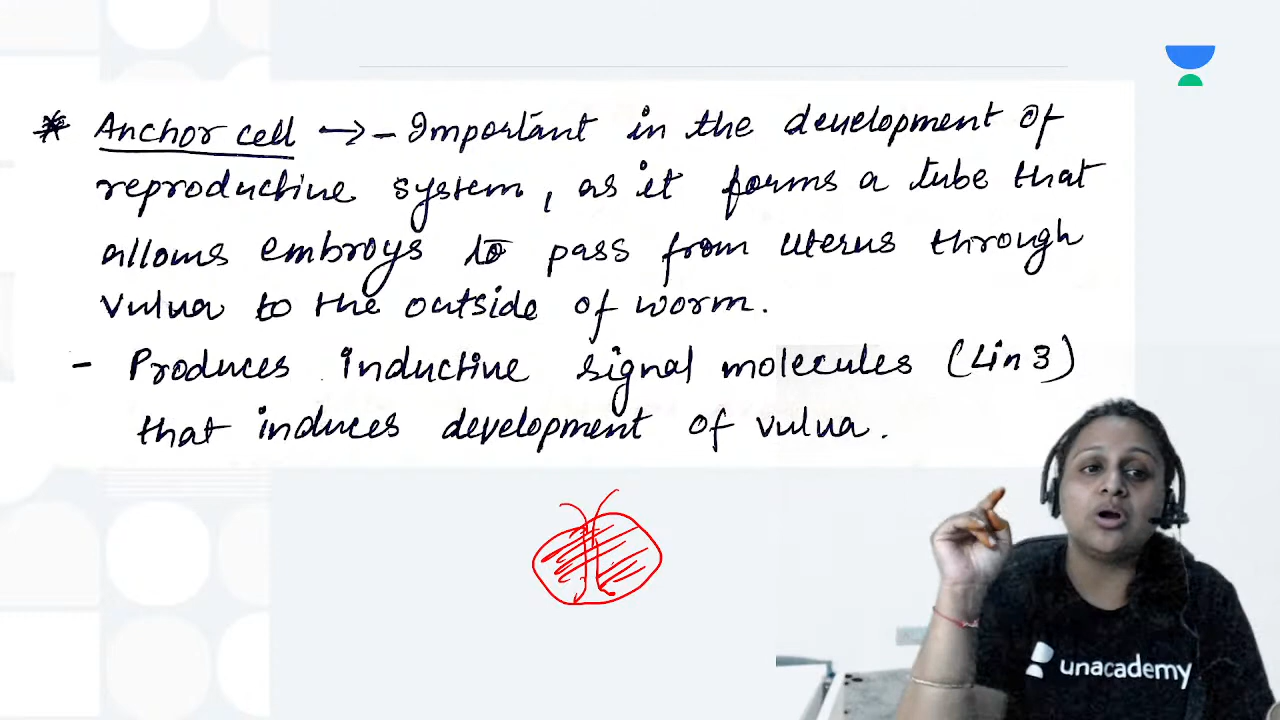 * Anchor cell → - Important in the development of
reproductive system, as it forms a tube that
allows embroys to pass from uterus through
vulva to the outside of worm.
- Produces inductive signal molecules (Lin 3)
that induces development of vulva.
unacademy